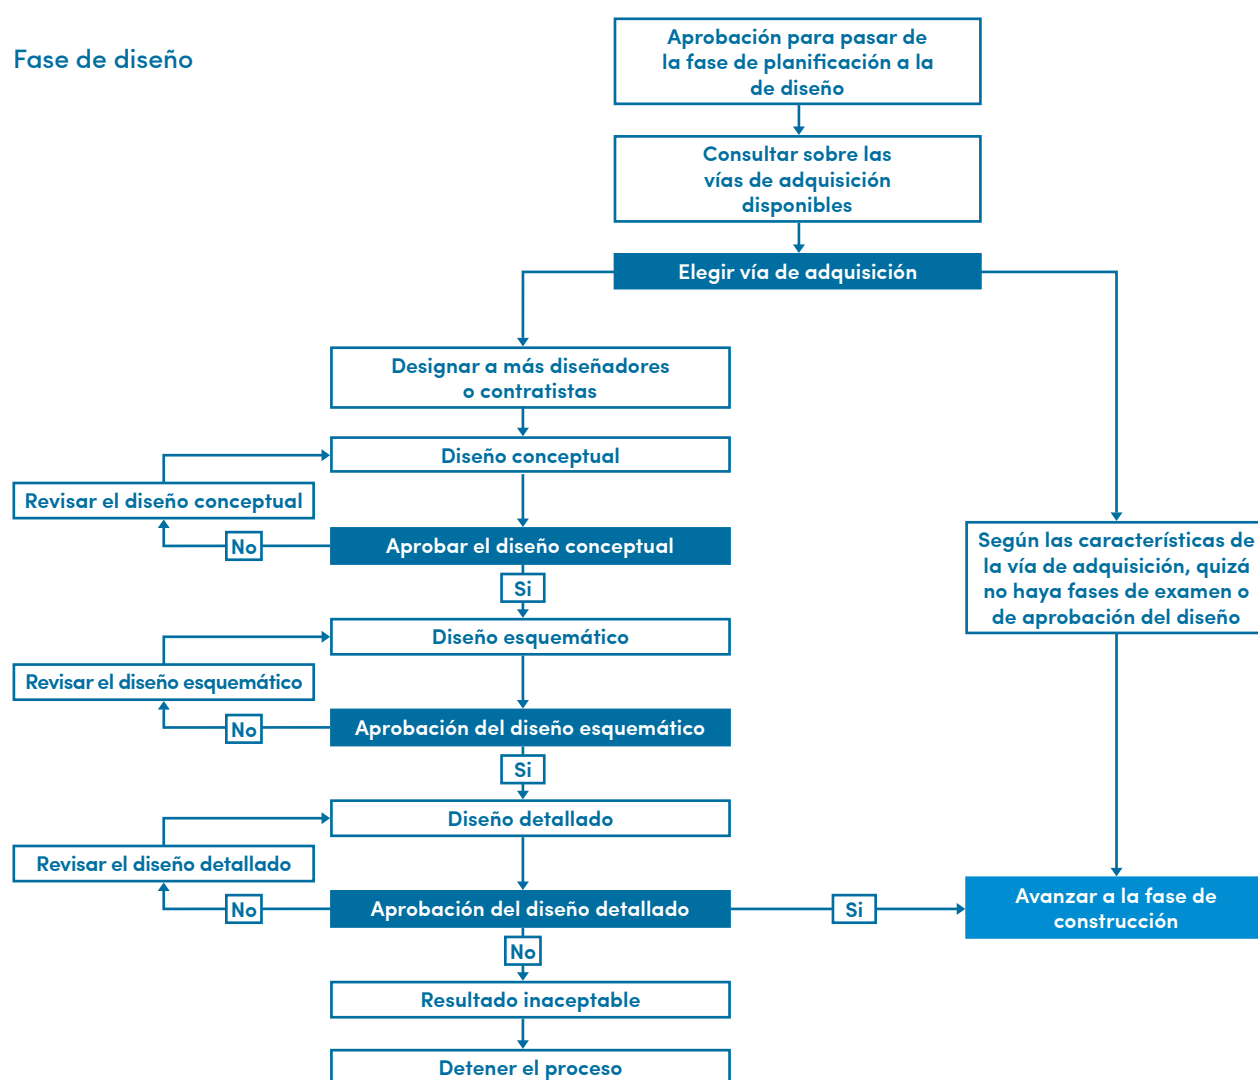 Fase de diseño
Aprobación para pasar de
la fase de planificación a la
de diseño
Consultar sobre las
vías de adquisición
disponibles
Elegir vía de adquisición
Designar a más diseñadores
o contratistas
Diseño conceptual
Revisar el diseño conceptual
No
Aprobar el diseño conceptual
Si
Según las características de
la vía de adquisición, quizá
no haya fases de examen o
de aprobación del diseño
Diseño esquemático
Revisar el diseño esquemático
No
Aprobación del diseño esquemático
Si
Diseño detallado
Revisar el diseño detallado
No
Aprobación del diseño detallado
Si
Avanzar a la fase de
construcción
No
Resultado inaceptable
Detener el proceso